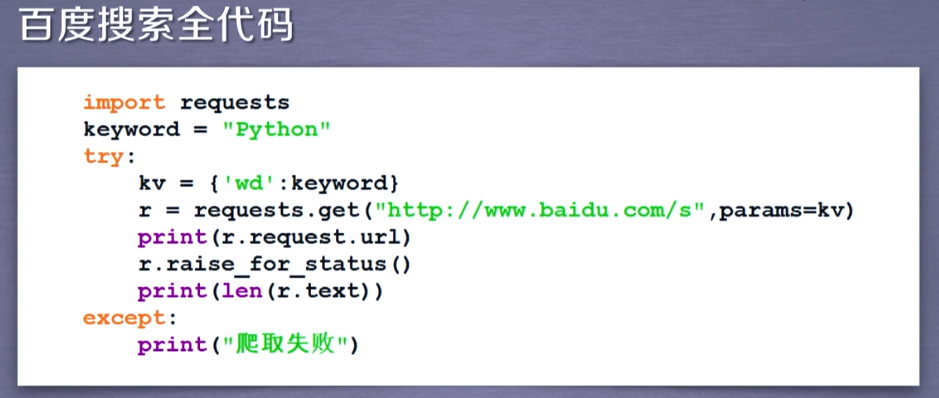 百度搜索全代码
import requests
keyword = "Python"
try:
    kv = {'wd':keyword}
    r = requests.get("http://www.baidu.com/s",params=kv)
    print(r.request.url)
    r.raise_for_status()
    print(len(r.text))
except:
    print("爬取失败")